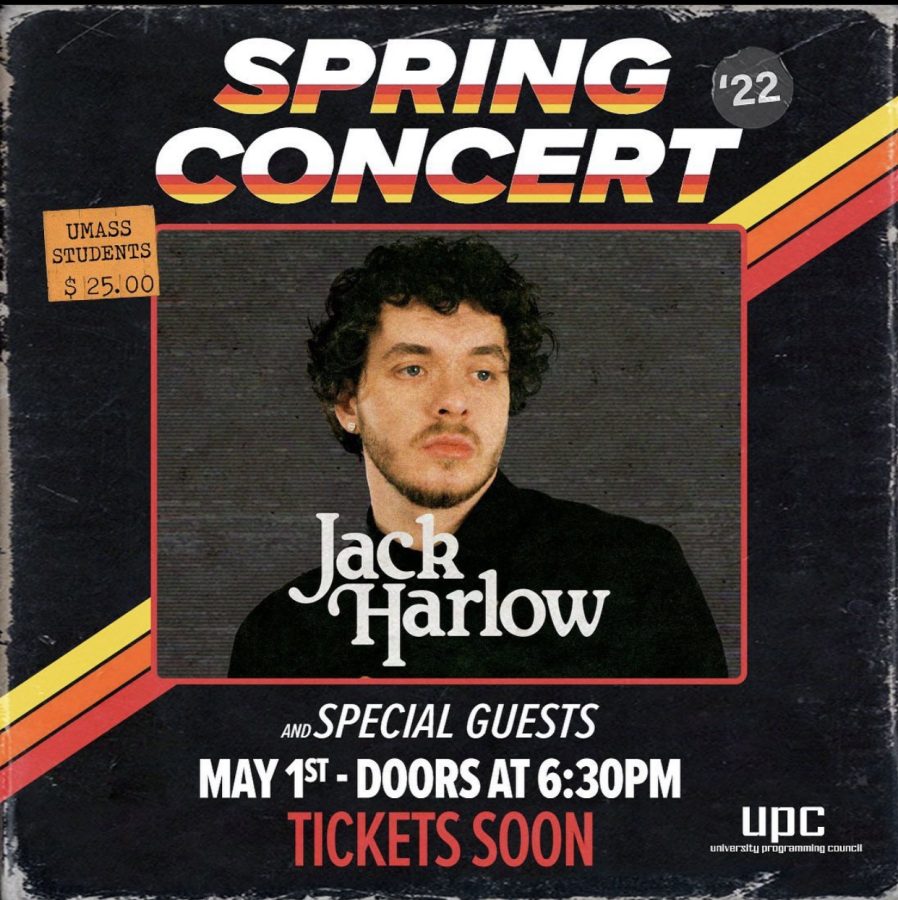 SPRING
'22
CONCERT
UMASS
STUDENTS
$ 25.00
Jack
Harlow
AND SPECIAL GUESTS
MAY 1ST - DOORS AT 6:30PM
TICKETS SOON
upc
university programming council